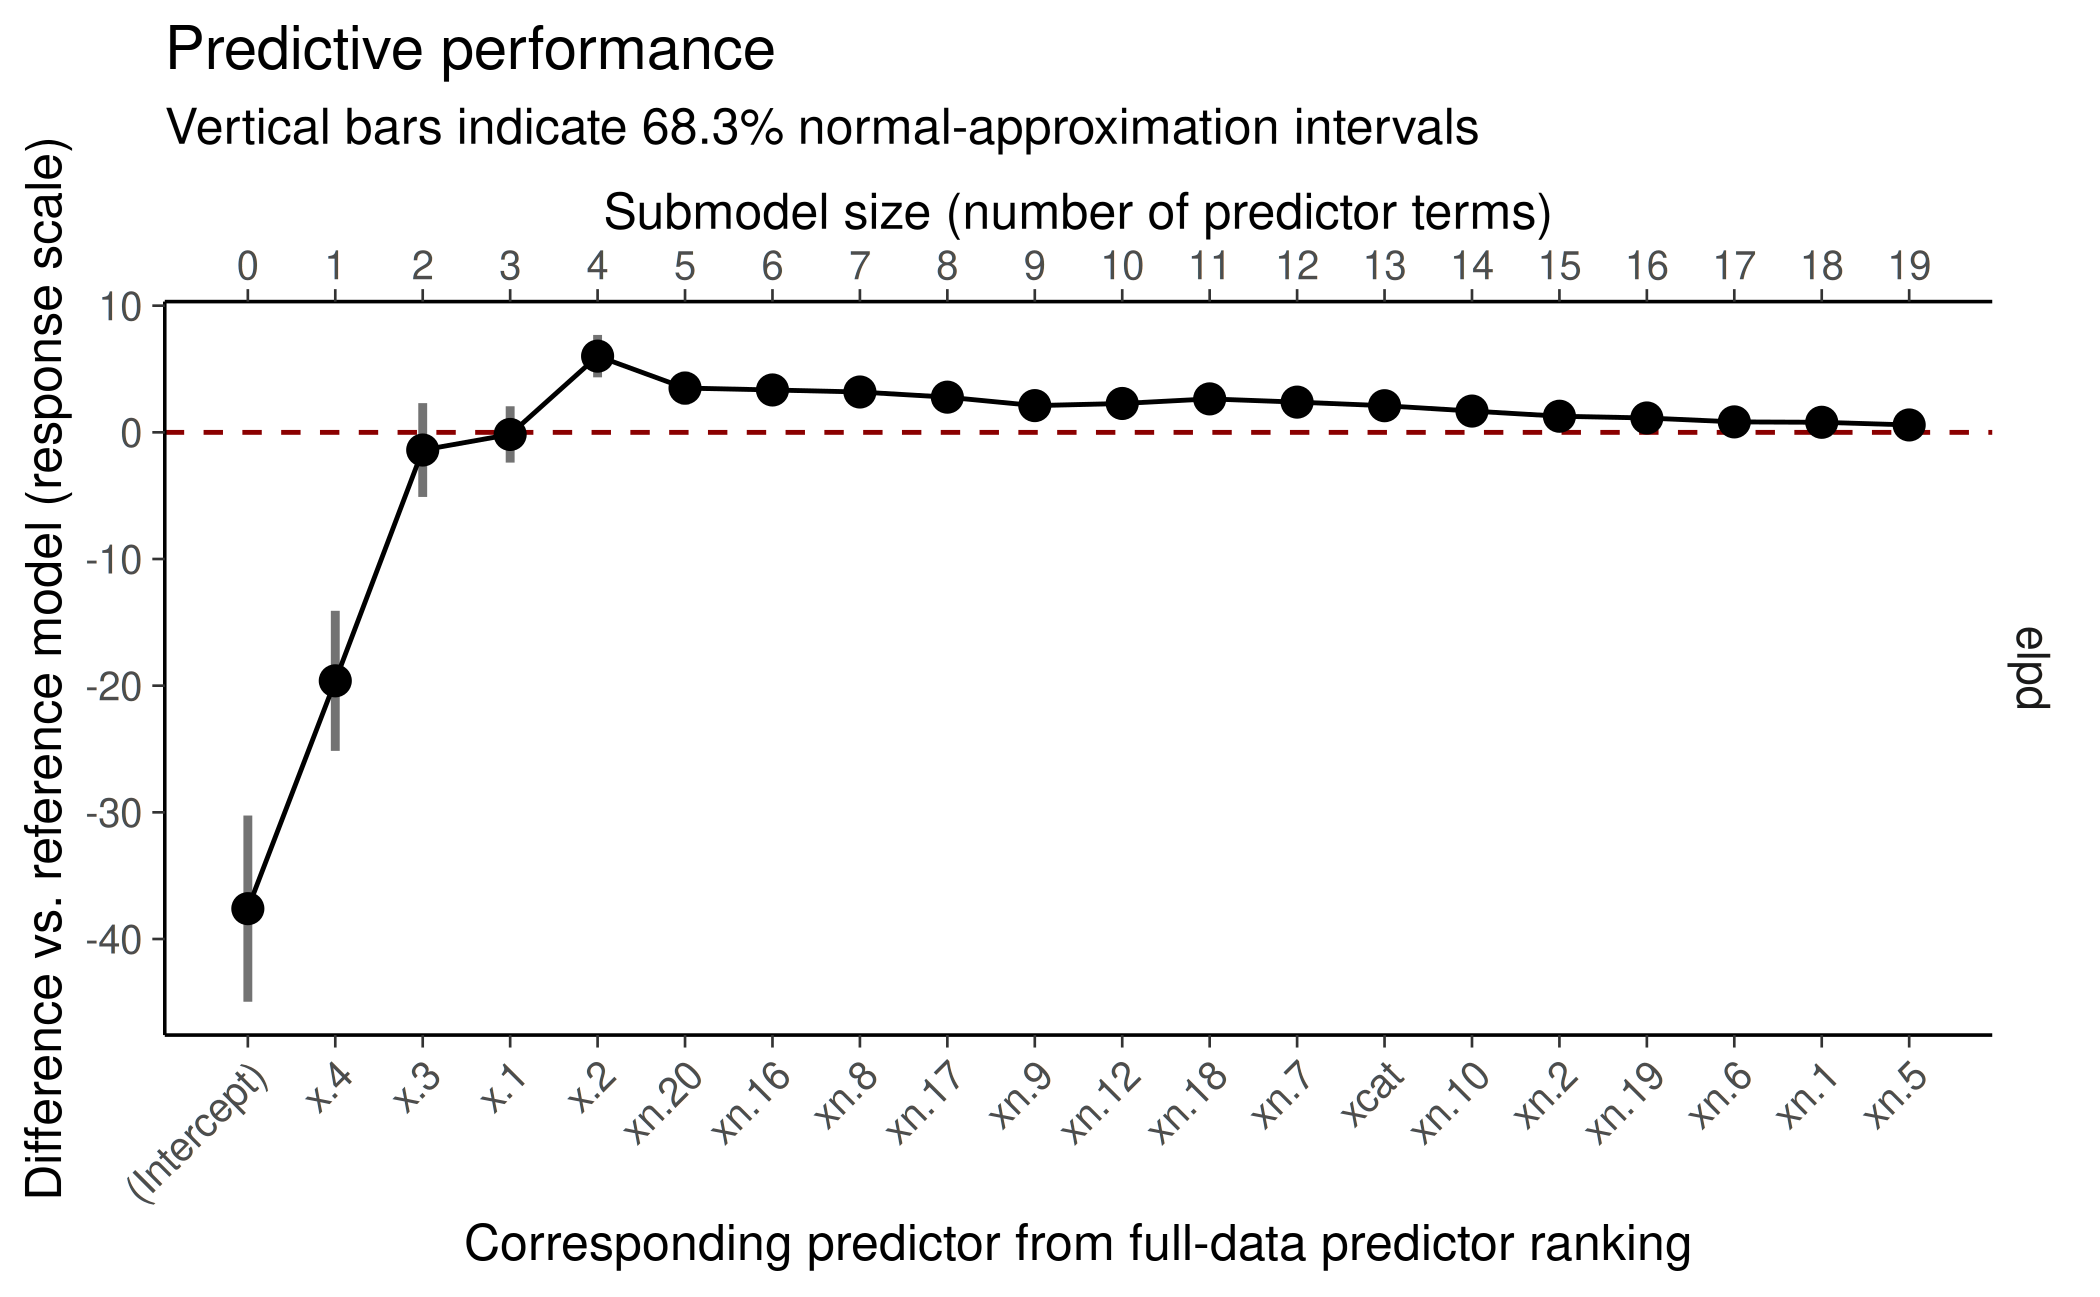 Predictive performance
Vertical bars indicate 68.3% normal-approximation intervals
Submodel size (number of predictor terms)
0 1 2 3 4 5 6 7 8 9 10 11 12 13 14 15 16 17 18 19
Difference vs. reference model (response scale)
10
0
-10
-20
-30
-40
elpd
(Intercept) x.4 x.3 x.1 x.2 xn.20 xn.16 xn.8 xn.17 xn.9 xn.12 xn.18 xn.7 xcat xn.10 xn.2 xn.19 xn.6 xn.1 xn.5
Corresponding predictor from full-data predictor ranking